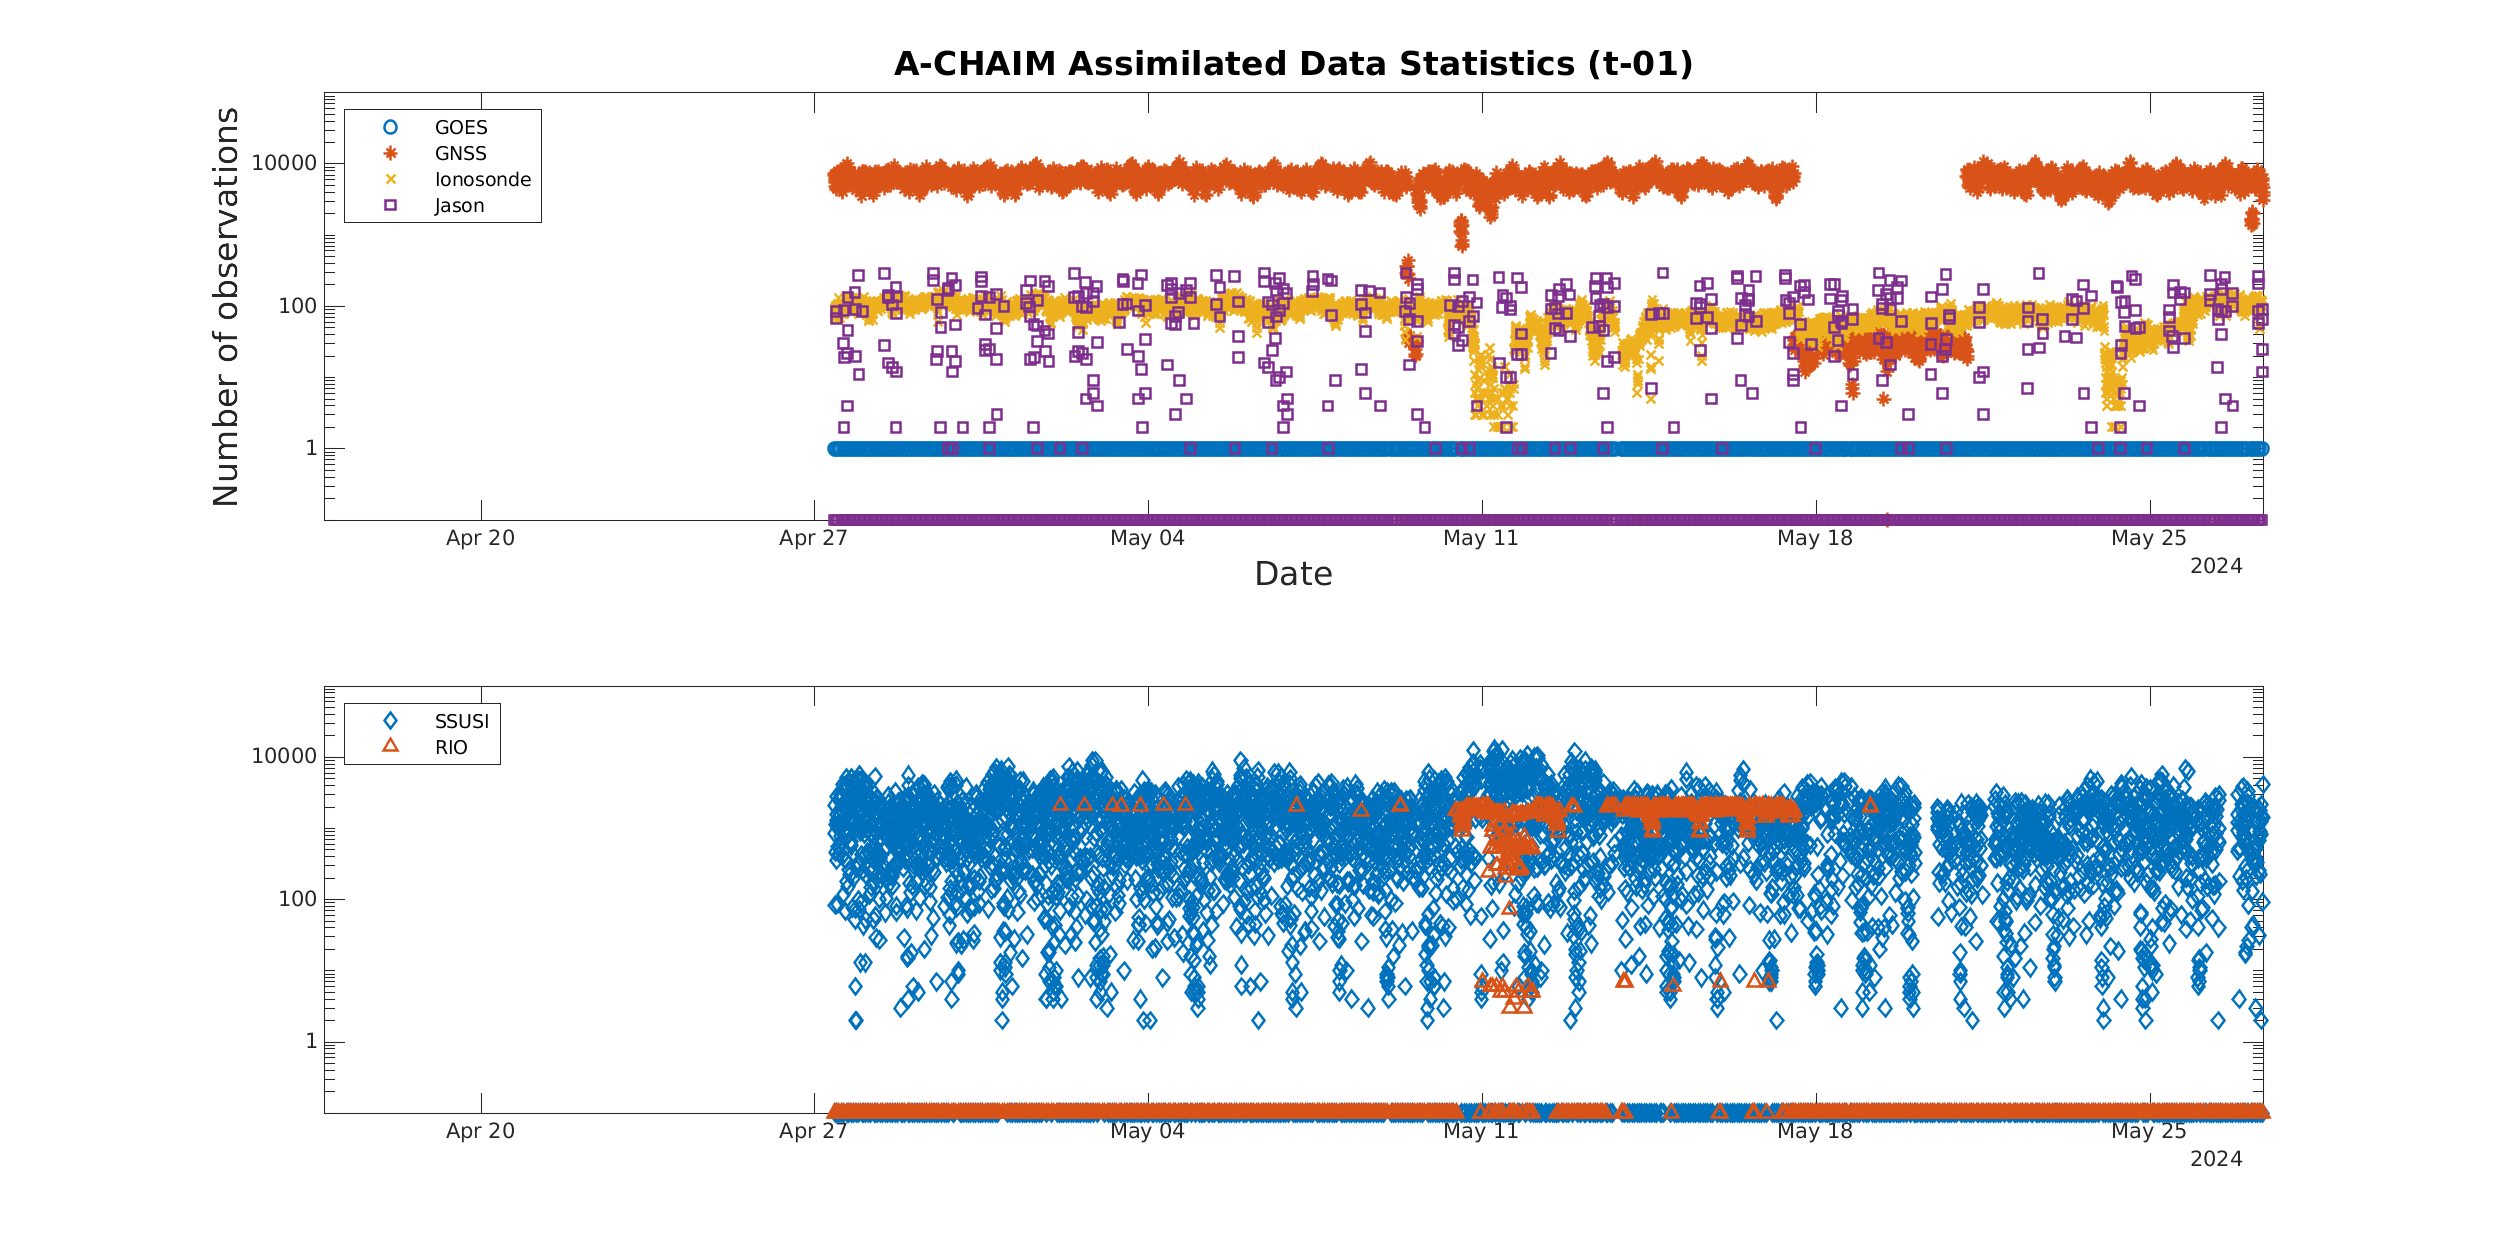 A-CHAIM Assimilated Data Statistics (t-01)
Number of observations
10000
100
1
GOES
GNSS
Ionosonde
Jason
Apr 20
Apr 27
May 04
May 11
May 18
May 25
2024
Date
10000
100
1
SSUSI
RIO
Apr 20
Apr 27
May 04
May 11
May 18
May 25
2024